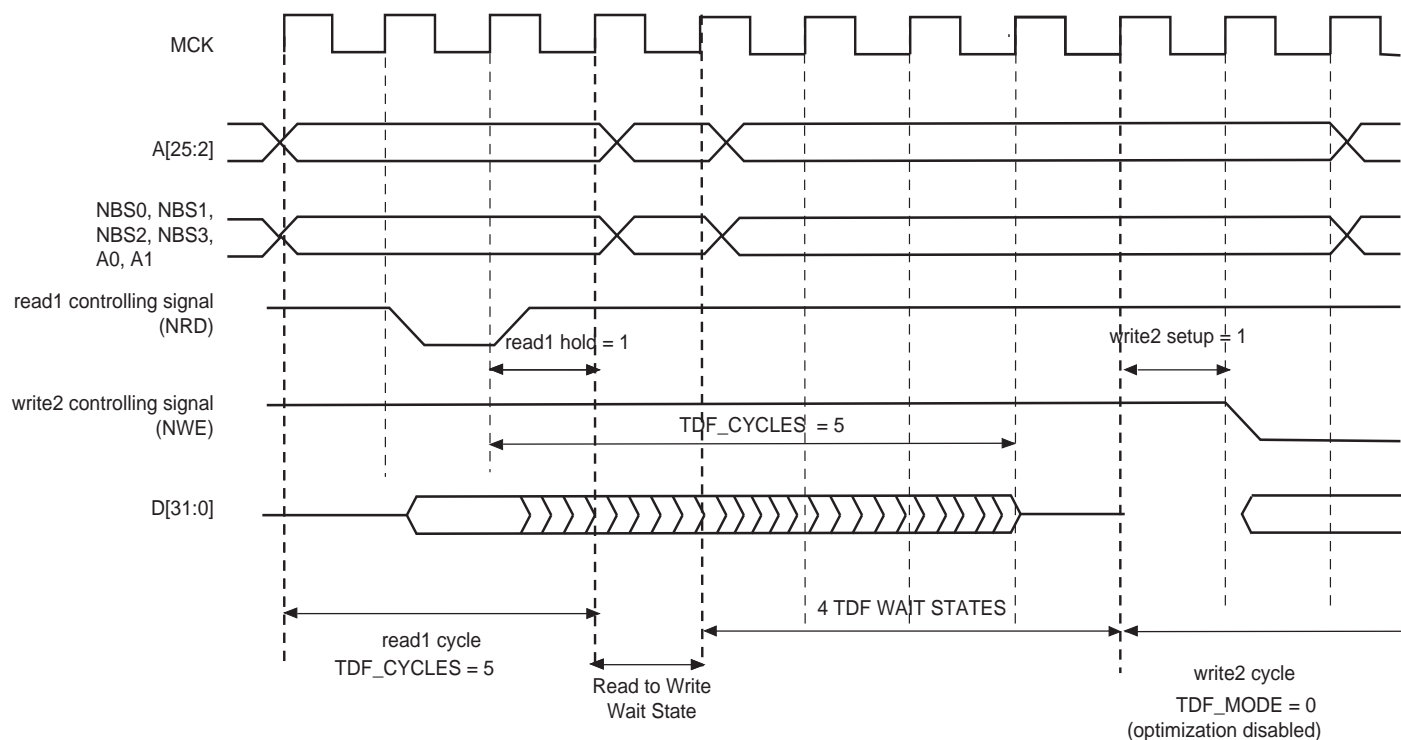 MCK
A[25:2]
NBS0, NBS1,
NBS2, NBS3,
A0, A1
read1 controlling signal
(NRD)
read1 hold = 1
write2 setup = 1
write2 controlling signal
(NWE)
TDF_CYCLES = 5
D[31:0]
4 TDF WAIT STATES
read1 cycle
TDF_CYCLES = 5
Read to Write
Wait State
write2 cycle
TDF_MODE = 0
(optimization disabled)